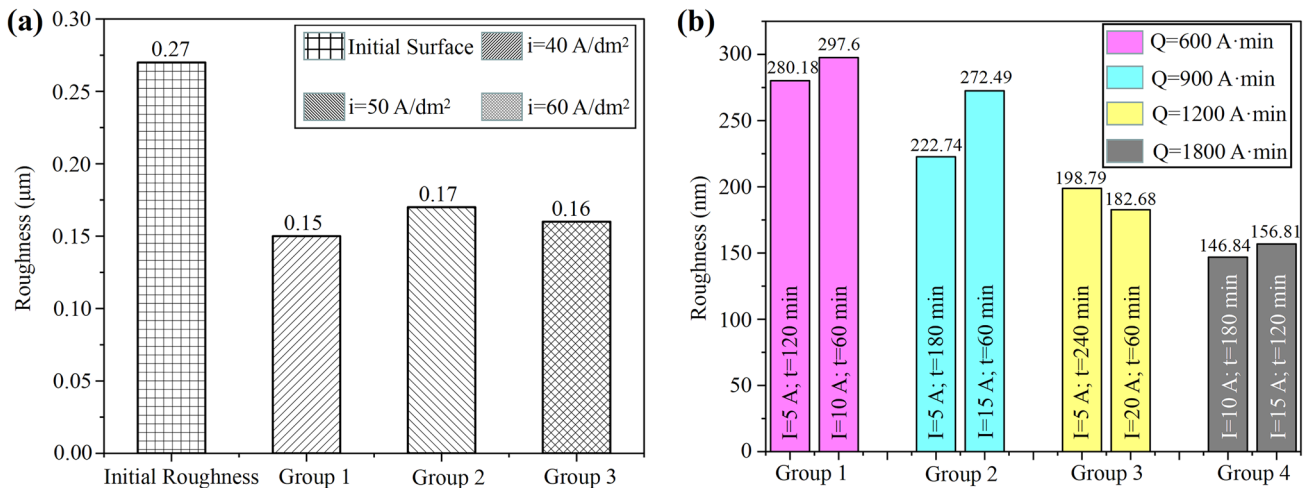 (a)
Roughness (μm)
0.30
0.25
0.20
0.15
0.10
0.05
0.00
0.27
0.15
0.17
0.16
Initial Surface
i=40 A/dm²
i=50 A/dm²
i=60 A/dm²
Initial Roughness
Group 1
Group 2
Group 3
(b)
Roughness (nm)
300
250
200
150
100
50
0
280.18
297.6
222.74
272.49
198.79
182.68
146.84
156.81
I=5 A; t=120 min
I=10 A; t=60 min
I=5 A; t=180 min
I=15 A; t=60 min
I=5 A; t=240 min
I=20 A; t=60 min
I=10 A; t=180 min
I=15 A; t=120 min
Q=600 A·min
Q=900 A·min
Q=1200 A·min
Q=1800 A·min
Group 1
Group 2
Group 3
Group 4